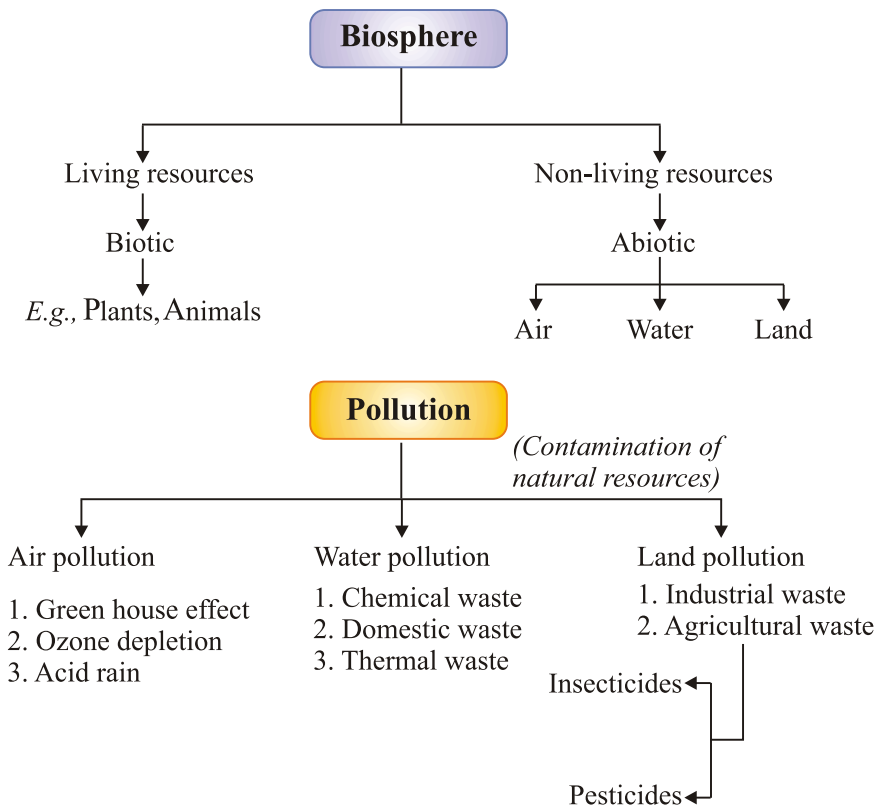 Biosphere
Living resources
Non-living resources
Biotic
Abiotic
E.g., Plants, Animals
Air
Water
Land
Pollution
(Contamination of
natural resources)
Air pollution
1. Green house effect
2. Ozone depletion
3. Acid rain
Water pollution
1. Chemical waste
2. Domestic waste
3. Thermal waste
Land pollution
1. Industrial waste
2. Agricultural waste
Insecticides
Pesticides